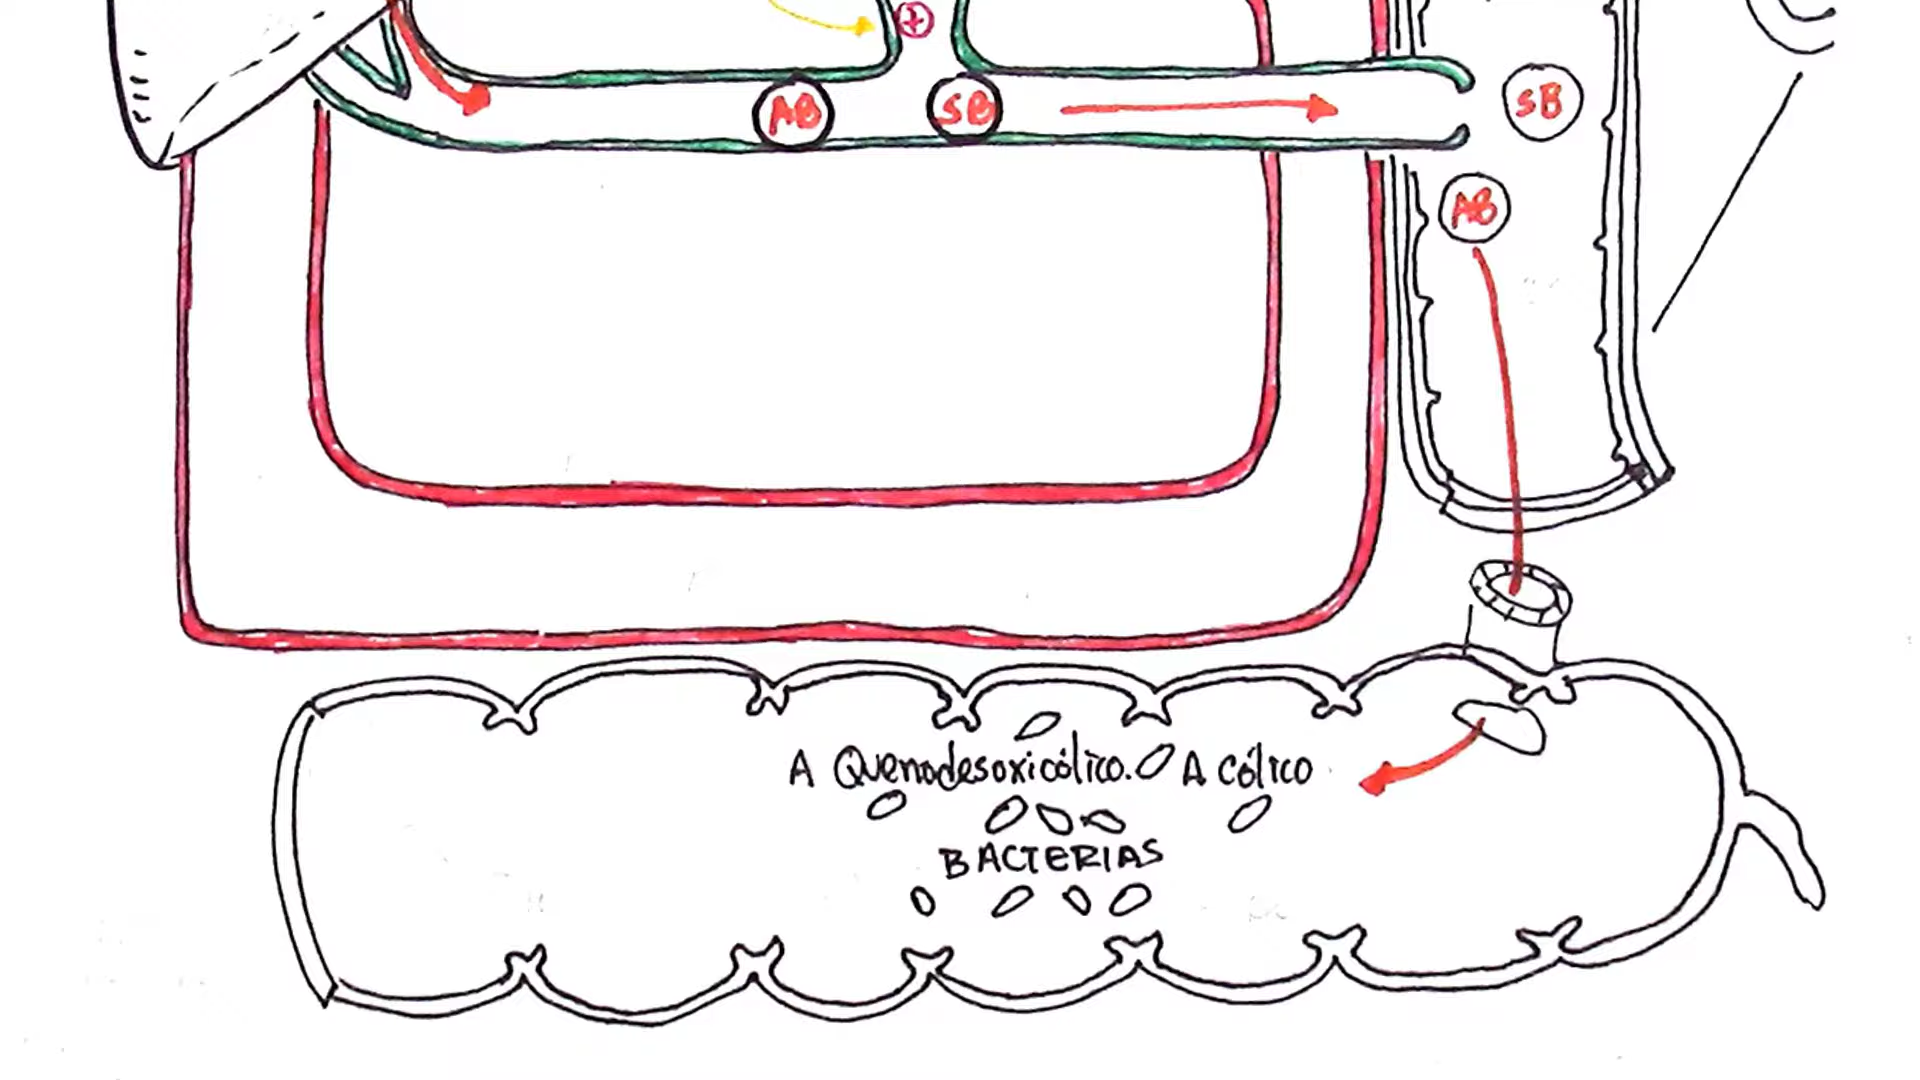 +
AB
SB
SB
AB
A Quenodesoxicólico. A Cólico
BACTERIAS